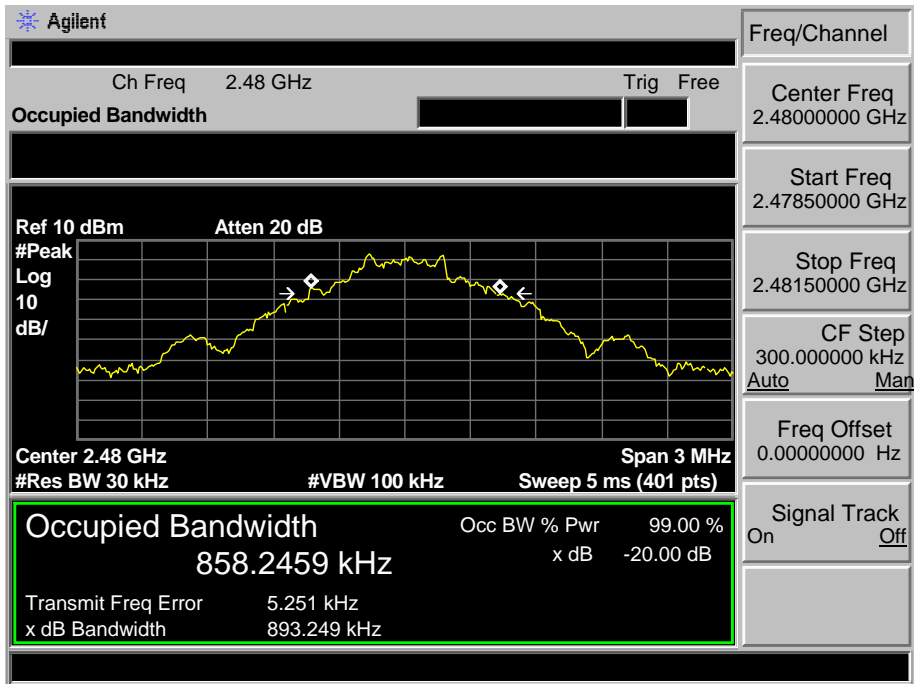 Agilent
Freq/Channel
Ch Freq 2.48 GHz Trig Free
Occupied Bandwidth
Center Freq
2.48000000 GHz
Start Freq
2.47850000 GHz
Ref 10 dBm Atten 20 dB
#Peak
Log
10
dB/
Stop Freq
2.48150000 GHz
CF Step
300.000000 kHz
Auto Man
Freq Offset
0.00000000 Hz
Center 2.48 GHz Span 3 MHz
#Res BW 30 kHz #VBW 100 kHz Sweep 5 ms (401 pts)
Signal Track
On Off
Occupied Bandwidth Occ BW % Pwr 99.00 %
858.2459 kHz x dB -20.00 dB
Transmit Freq Error 5.251 kHz
x dB Bandwidth 893.249 kHz